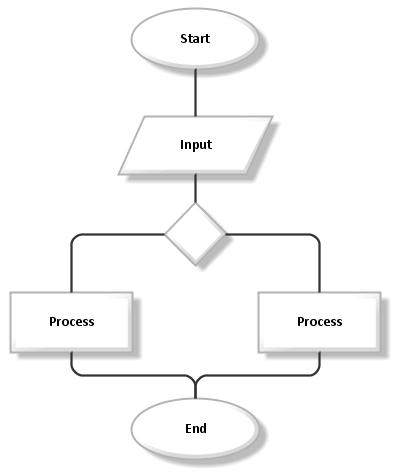 Start
Input
Process
Process
End